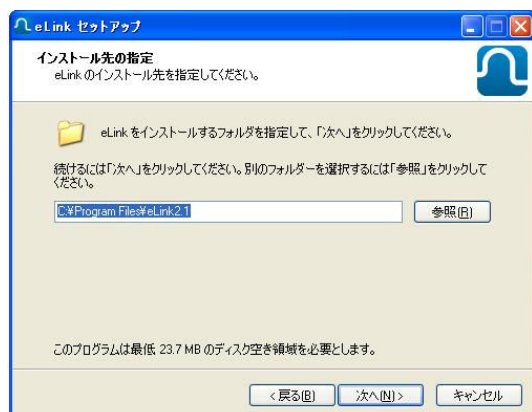 eLink セットアップ
インストール先の指定
eLink のインストール先を指定してください。
eLink をインストールするフォルダを指定して、「次へ」をクリックしてください。
続けるには「次へ」をクリックしてください。別のフォルダーを選択するには「参照」をクリックして
ください。
C:¥Program Files¥eLink2.1
参照(R)
このプログラムは最低 23.7 MB のディスク空き領域を必要とします。
< 戻る(B)
次へ(N) >
キャンセル